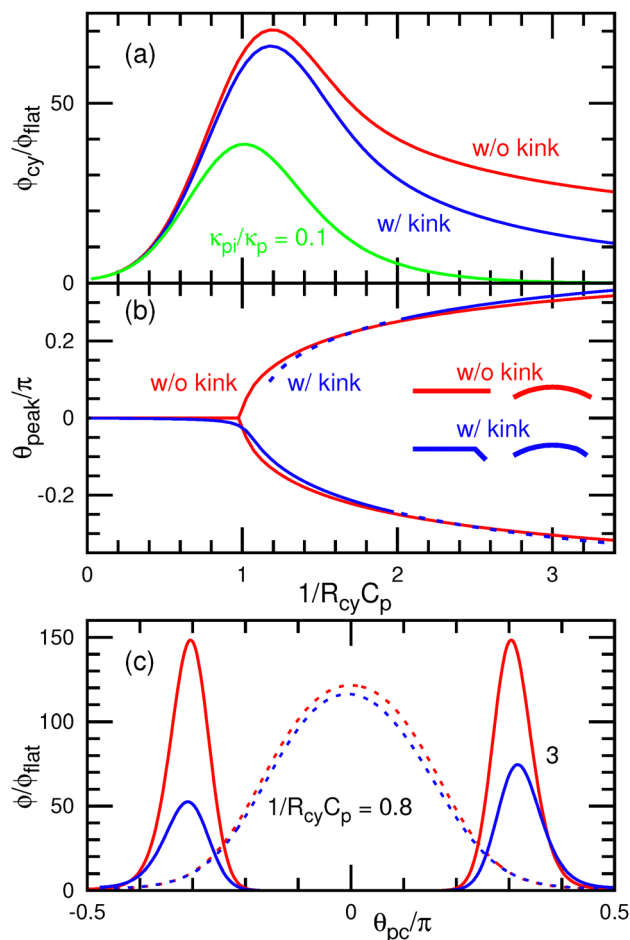 (a)
50
0
ϕcy/ϕflat
w/o kink
w/ kink
κpi/κp = 0.1
(b)
0.2
0
-0.2
θpeak/π
w/o kink
w/ kink
w/o kink
w/ kink
0
1
2
3
1/RcyCp
(c)
150
100
50
0
ϕ/ϕflat
3
1/RcyCp = 0.8
-0.5
0
0.5
θpc/π